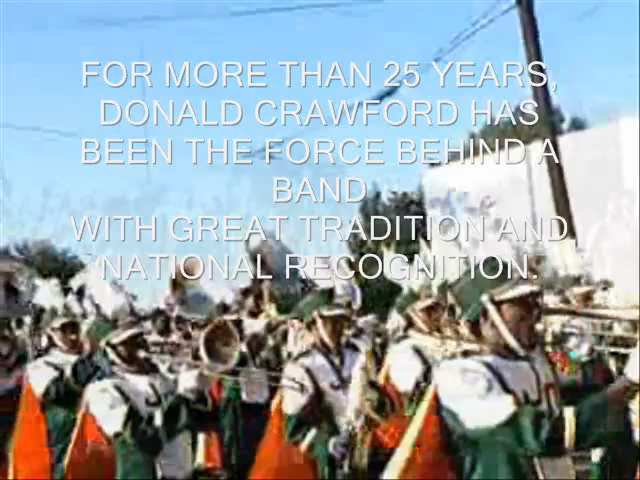 FOR MORE THAN 25 YEARS,
DONALD CRAWFORD HAS
BEEN THE FORCE BEHIND A
BAND
WITH GREAT TRADITION AND
NATIONAL RECOGNITION.